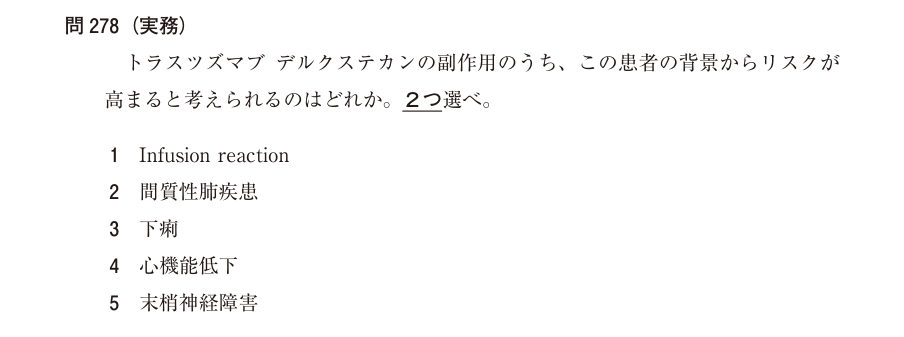 問 278（実務）
トラスツズマブ デルクステカンの副作用のうち、この患者の背景からリスクが
高まると考えられるのはどれか。２つ選べ。
1 Infusion reaction
2 間質性肺疾患
3 下痢
4 心機能低下
5 末梢神経障害